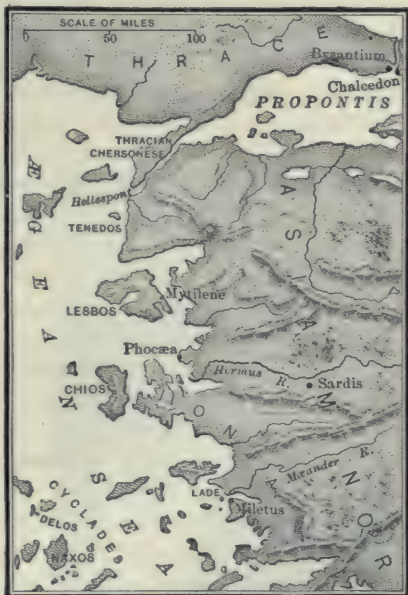 SCALE OF MILES
0 50 100
THRACE
Byzantium
Chalcedon
PROPONTIS
THRACIAN
CHERSONESE
Hellespont
ÆGEAN SEA
TENEDOS
ASIA MINOR
Mytilene
LESBOS
Phocæa
Hermus R.
Sardis
CHIOS
IONIA
Mæander R.
LADE
Miletus
CYCLADES
DELOS
NAXOS